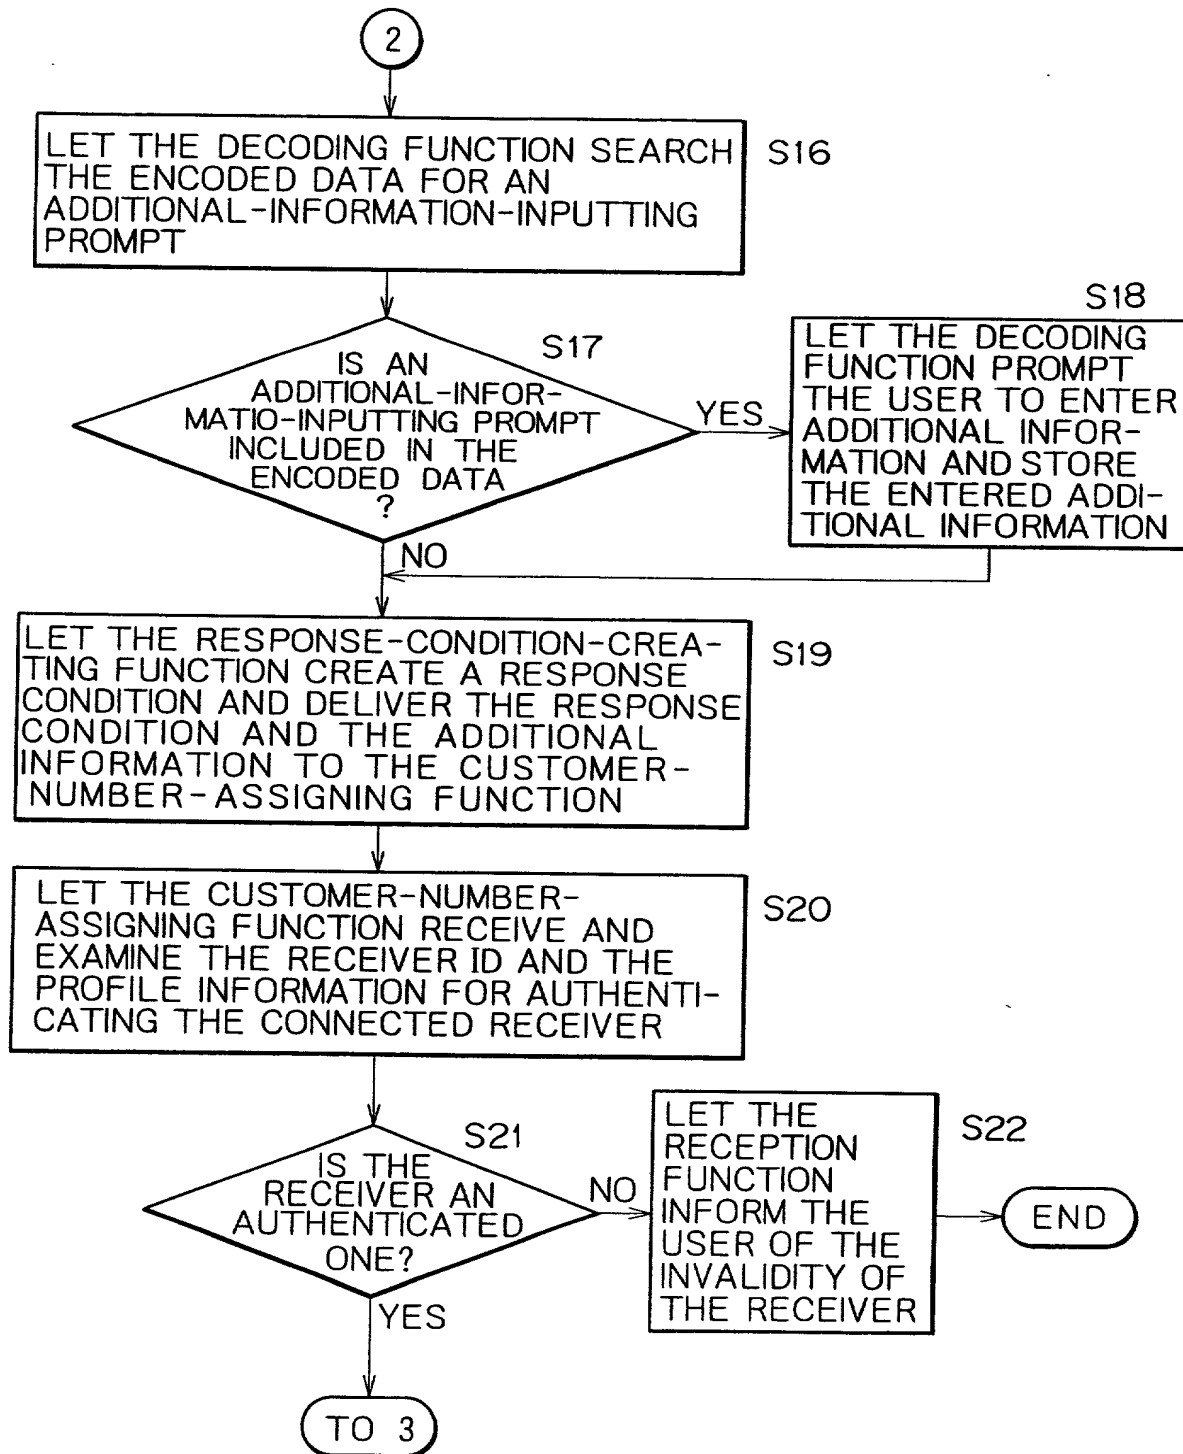 2
LET THE DECODING FUNCTION SEARCH
THE ENCODED DATA FOR AN
ADDITIONAL-INFORMATION-INPUTTING
PROMPT
S16
S17
IS AN
ADDITIONAL-INFOR-
MATIO-INPUTTING PROMPT
INCLUDED IN THE
ENCODED DATA
?
YES
NO
S18
LET THE DECODING
FUNCTION PROMPT
THE USER TO ENTER
ADDITIONAL INFOR-
MATION AND STORE
THE ENTERED ADDI-
TIONAL INFORMATION
LET THE RESPONSE-CONDITION-CREA-
TING FUNCTION CREATE A RESPONSE
CONDITION AND DELIVER THE RESPONSE
CONDITION AND THE ADDITIONAL
INFORMATION TO THE CUSTOMER-
NUMBER-ASSIGNING FUNCTION
S19
LET THE CUSTOMER-NUMBER-
ASSIGNING FUNCTION RECEIVE AND
EXAMINE THE RECEIVER ID AND THE
PROFILE INFORMATION FOR AUTHENTI-
CATING THE CONNECTED RECEIVER
S20
S21
IS THE
RECEIVER AN
AUTHENTICATED
ONE?
NO
YES
LET THE
RECEPTION
FUNCTION
INFORM THE
USER OF THE
INVALIDITY OF
THE RECEIVER
S22
END
TO 3